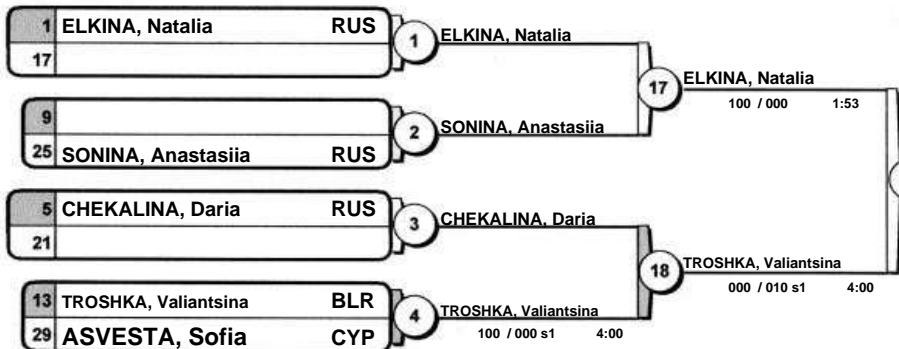 1 ELKINA, Natalia RUS
17
1
ELKINA, Natalia
9
25 SONINA, Anastasiia RUS
2
SONINA, Anastasiia
17
ELKINA, Natalia
100 / 000 1:53
5 CHEKALINA, Daria RUS
21
3
CHEKALINA, Daria
13 TROSHKA, Valiantsina BLR
29 ASVESTA, Sofia CYP
4
TROSHKA, Valiantsina
100 / 000 s1 4:00
18
TROSHKA, Valiantsina
000 / 010 s1 4:00